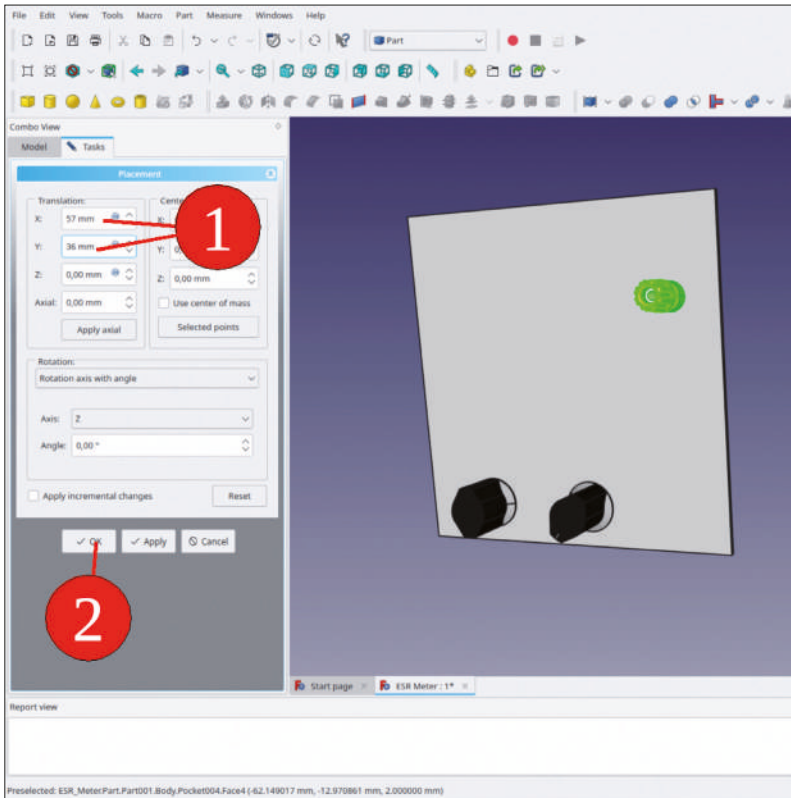 File Edit View Tools Macro Part Measure Windows Help
Part
Combo View
Model Tasks
Placement
Translation:
X: 57 mm X:
Y: 36 mm Y:
Z: 0,00 mm Z: 0,00 mm
Axial: 0,00 mm Use center of mass
Apply axial Selected points
1
Rotation:
Rotation axis with angle
Axis: Z
Angle: 0,00 °
Apply incremental changes Reset
OK Apply Cancel
2
Start page ESR Meter : 1*
Report view
Preselected: ESR_Meter.Part.Part001.Body.Pocket004.Face4 (-62.149017 mm, -12.970861 mm, 2.000000 mm)